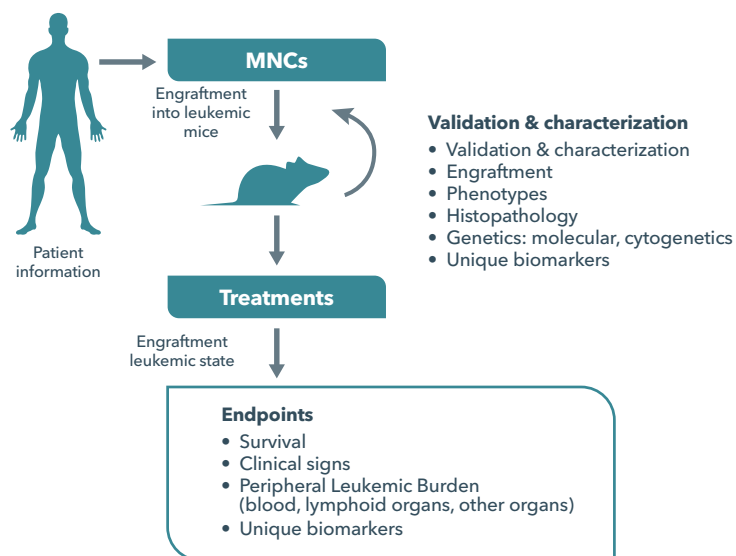 MNCs
Engraftment
into leukemic
mice
Patient
information
Validation & characterization
• Validation & characterization
• Engraftment
• Phenotypes
• Histopathology
• Genetics: molecular, cytogenetics
• Unique biomarkers
Treatments
Engraftment
leukemic state
Endpoints
• Survival
• Clinical signs
• Peripheral Leukemic Burden
(blood, lymphoid organs, other organs)
• Unique biomarkers